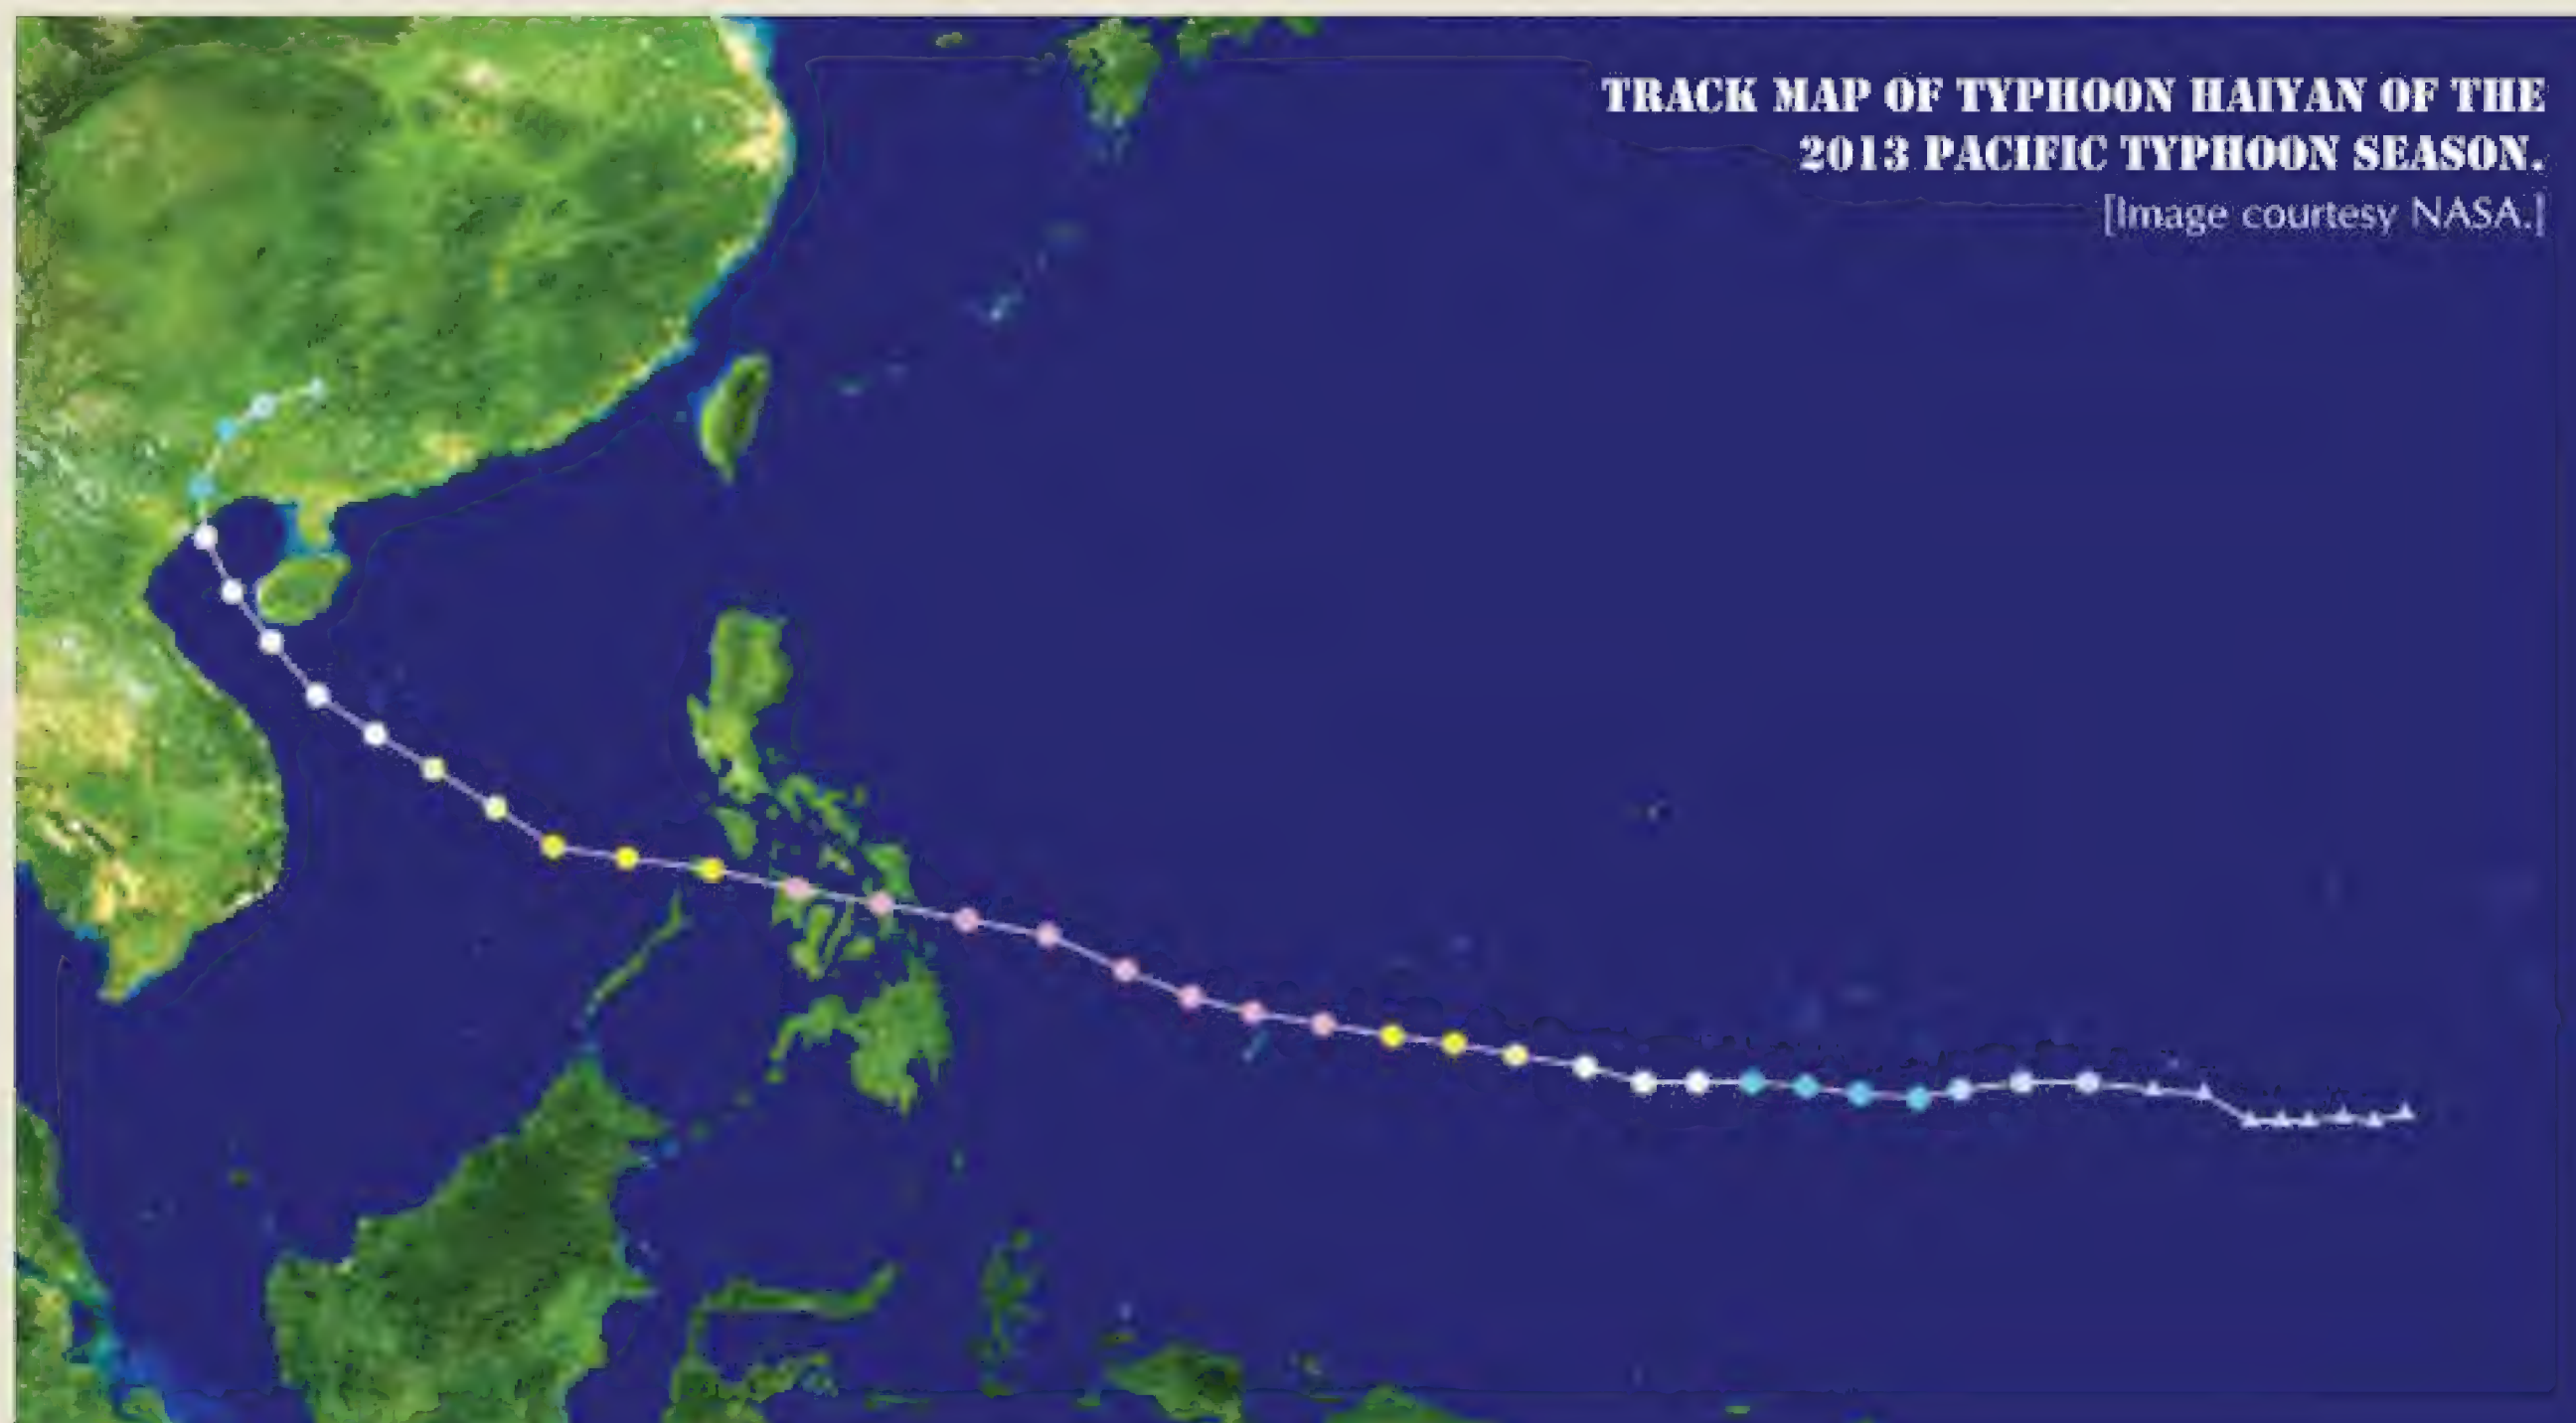 TRACK MAP OF TYPHOON HAIYAN OF THE
2013 PACIFIC TYPHOON SEASON.
[Image courtesy NASA.]